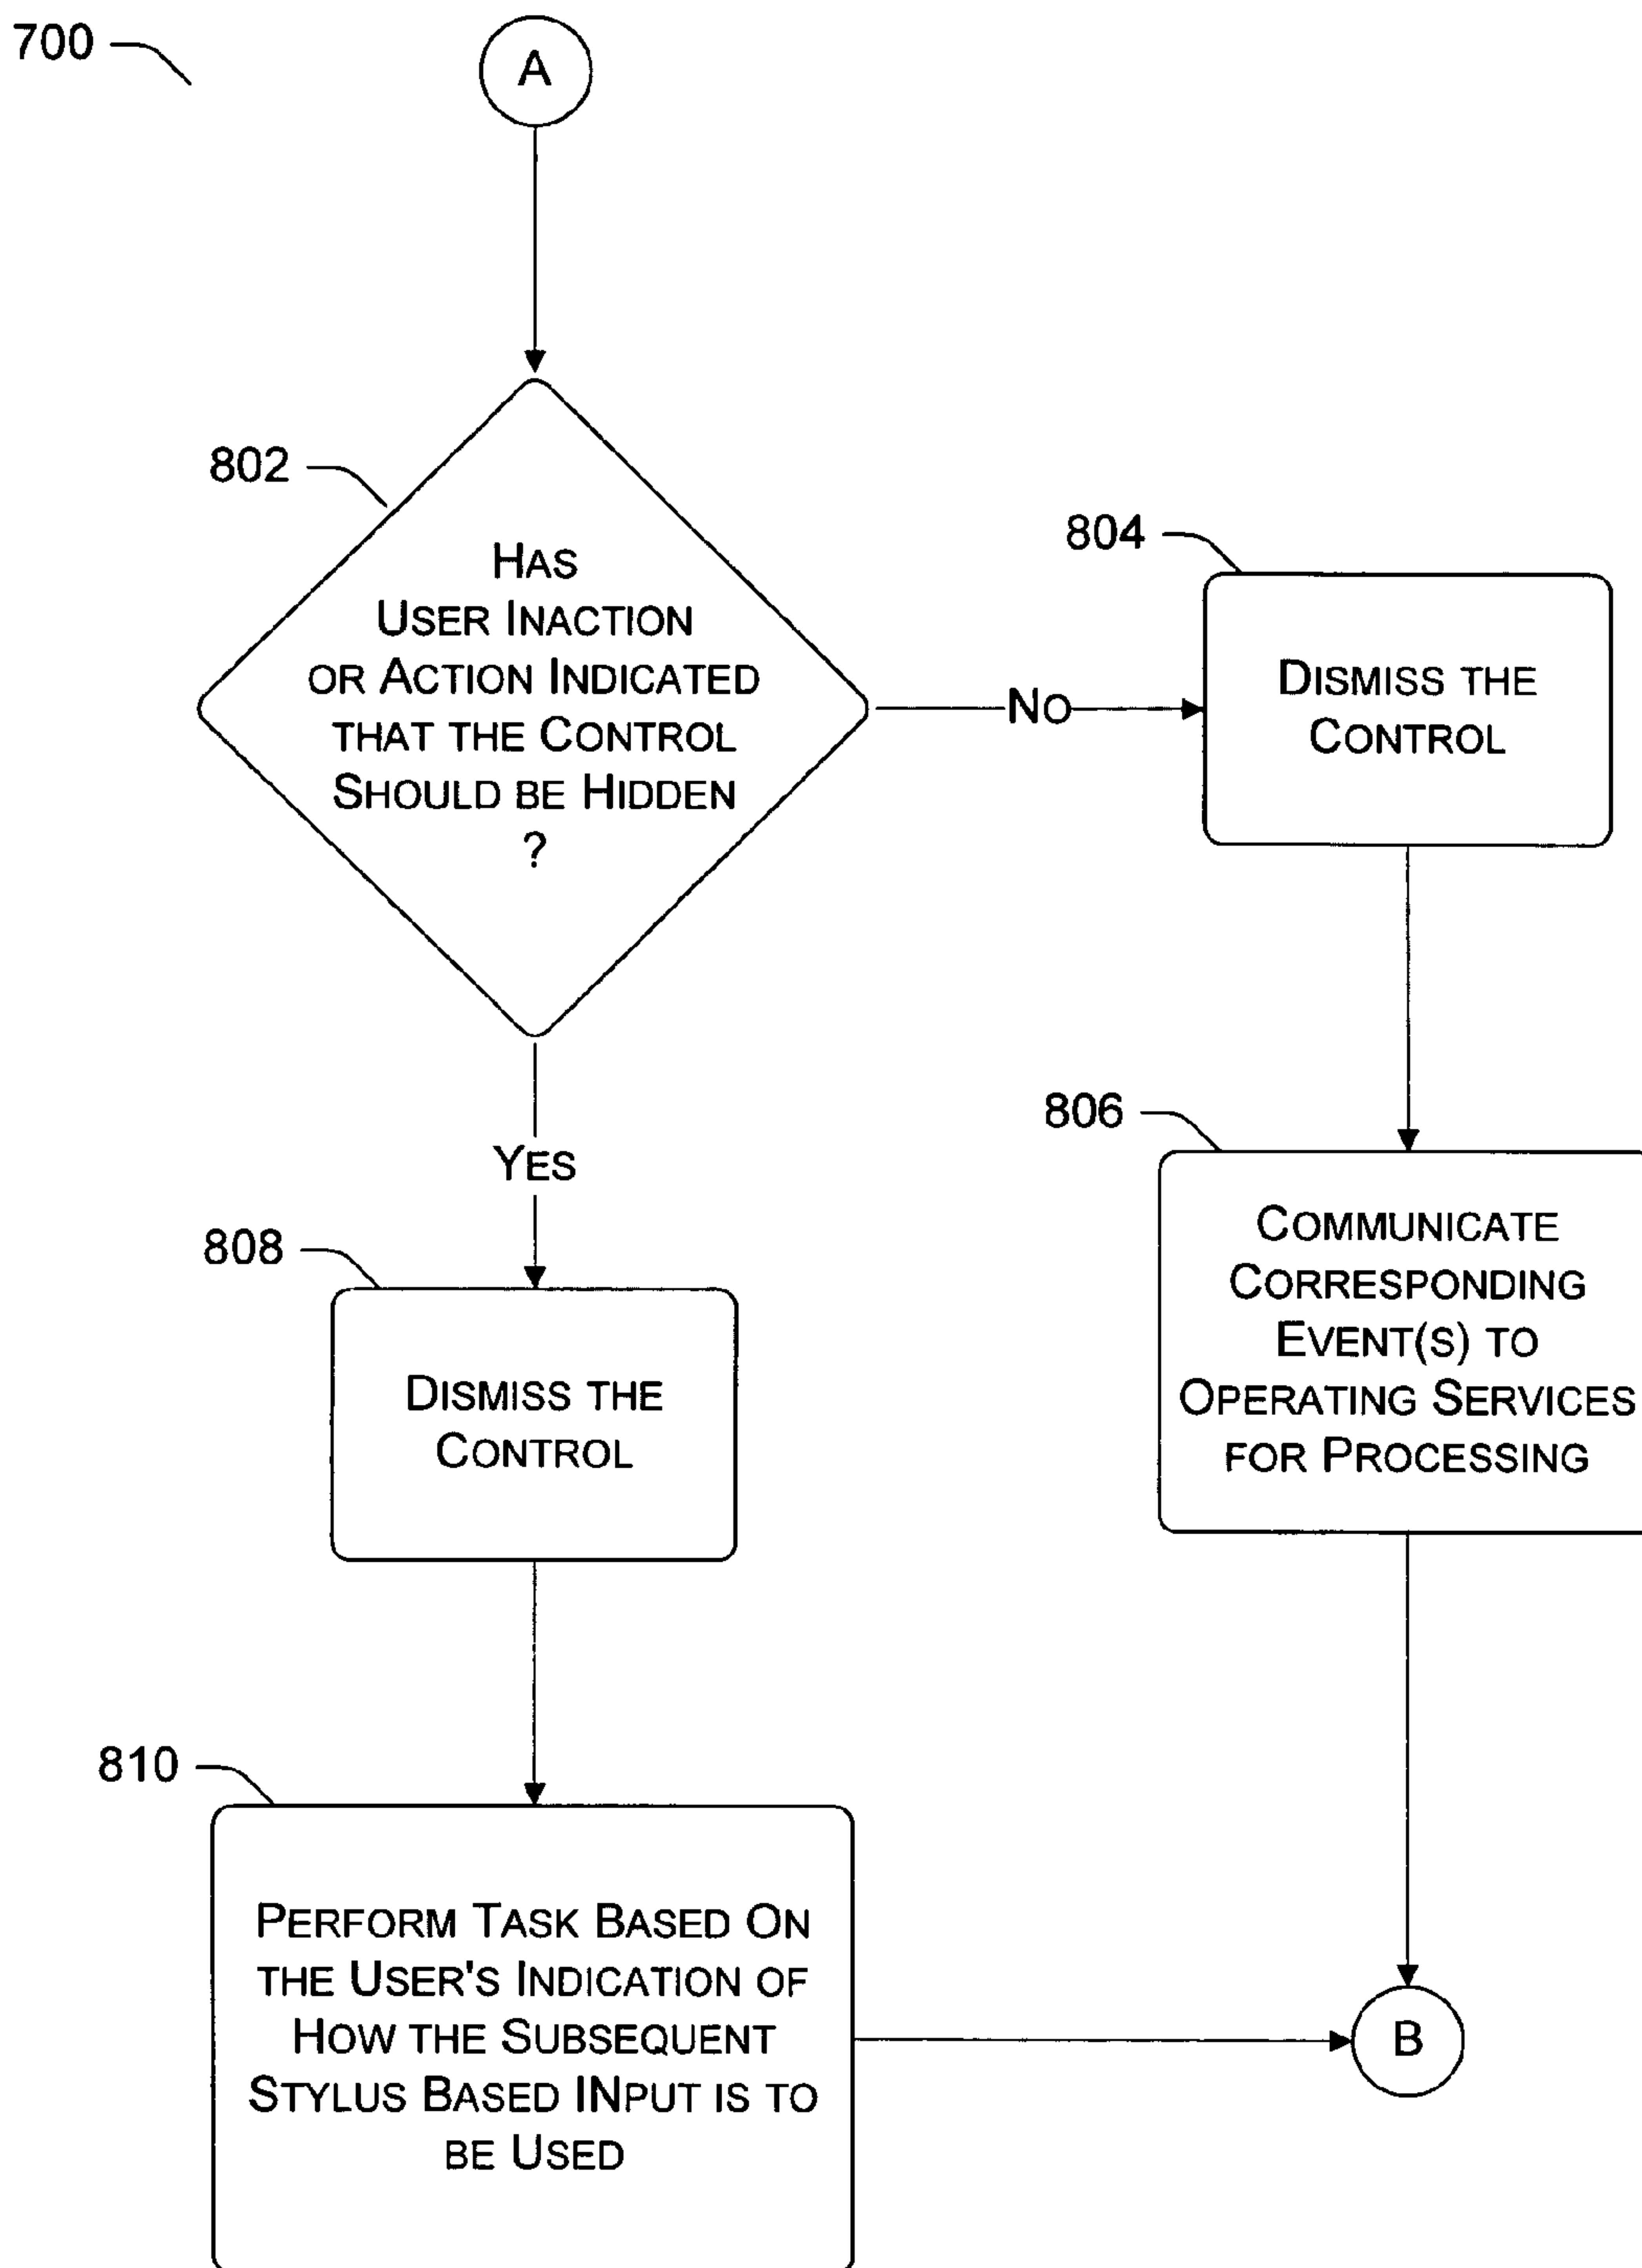 700
A
802
HAS
USER INACTION
OR ACTION INDICATED
THAT THE CONTROL
SHOULD BE HIDDEN
?
NO
804
DISMISS THE
CONTROL
806
COMMUNICATE
CORRESPONDING
EVENT(S) TO
OPERATING SERVICES
FOR PROCESSING
YES
808
DISMISS THE
CONTROL
810
PERFORM TASK BASED ON
THE USER'S INDICATION OF
HOW THE SUBSEQUENT
STYLUS BASED INPUT IS TO
BE USED
B